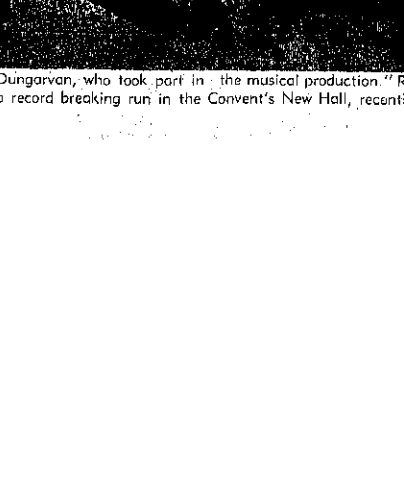 Dungarvan, who took part in the musical production." R
a record breaking run in the Convent's New Hall, recent